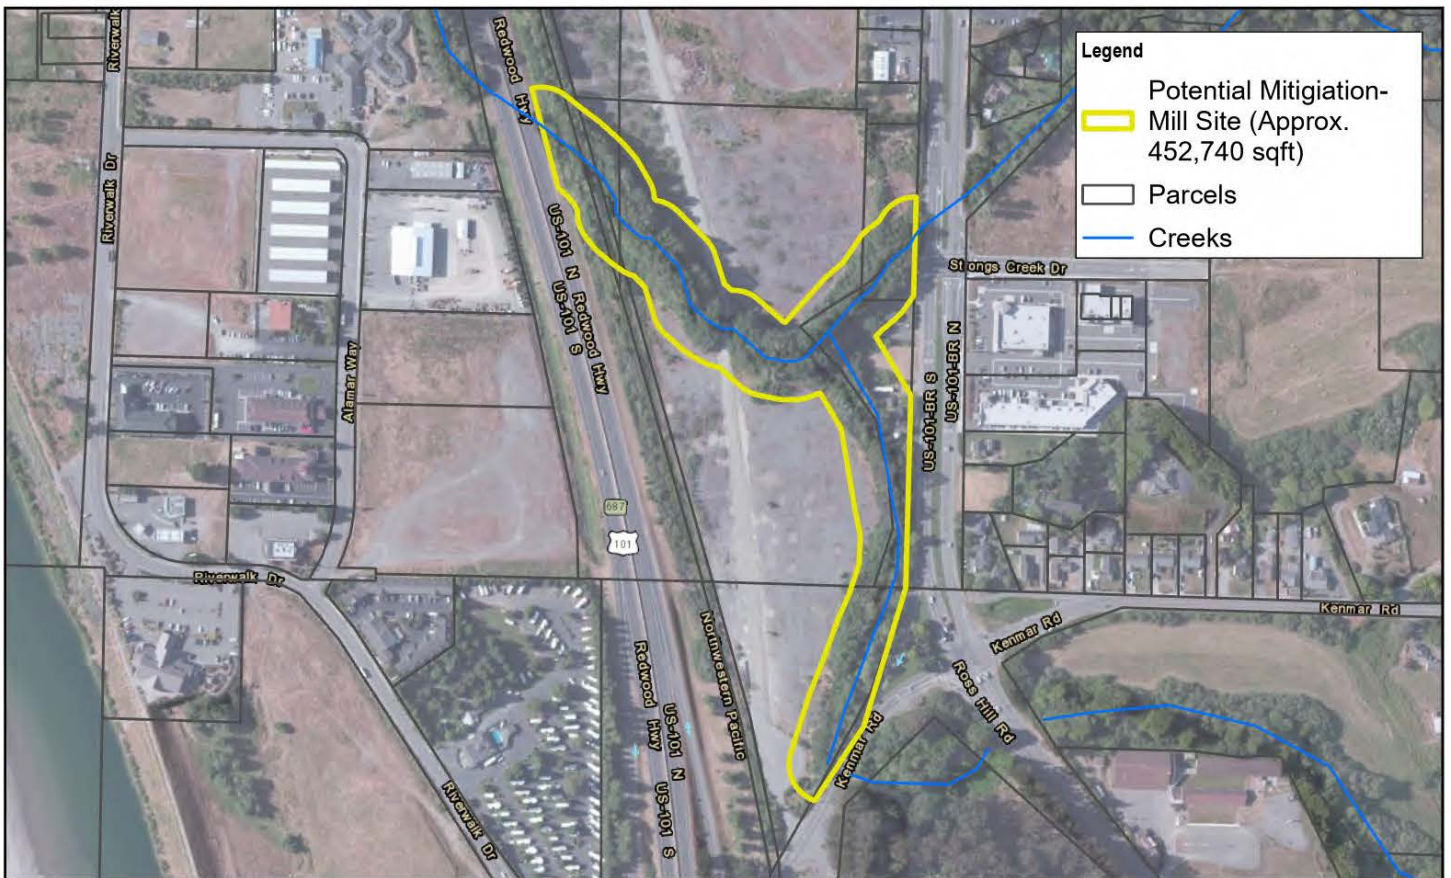 Legend
Potential Mitigiation-
Mill Site (Approx.
452,740 sqft)
Parcels
Creeks
Riverwalk
Redwood Hwy
Riverwalk Dr
US-101 N Redwood Hwy
US-101 S
Strongs Creek Dr
US-101-BR N
US-101-BR S
Alamar Way
687
101
Riverwalk Dr
Kenmar Rd
Kenmar Rd
Northwestern Pacific
Redwood Hwy
US-101 N
US-101 S
Ross Hill Rd
Kenmar Rd
Riverwalk Dr